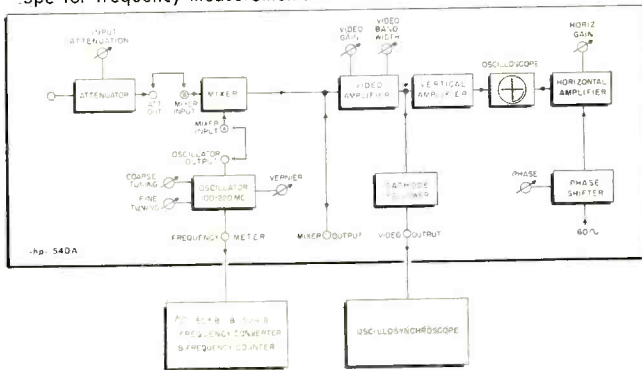 for frequency measurement
INPUT
ATTENUATION
ATTENUATOR
ATT.
OUT
MIXER
INPUT
MIXER
MIXER
INPUT
OSCILLATOR
OUTPUT
COARSE
TUNING
FINE
TUNING
OSCILLATOR
100-220 MC
VERNIER
FREQUENCY METER
MIXER OUTPUT
VIDEO
GAIN
VIDEO
BAND
WIDTH
VIDEO
AMPLIFIER
VERTICAL
AMPLIFIER
OSCILLOSCOPE
HORIZ
GAIN
HORIZONTAL
AMPLIFIER
CATHODE
FOLLOWER
VIDEO OUTPUT
PHASE
PHASE
SHIFTER
60~
-hp- 540A
FREQUENCY CONVERTER
& FREQUENCY COUNTER
OSCILLOSYNCHROSCOPE